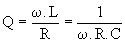 Q = ω.L / R = 1 / ω.R.C